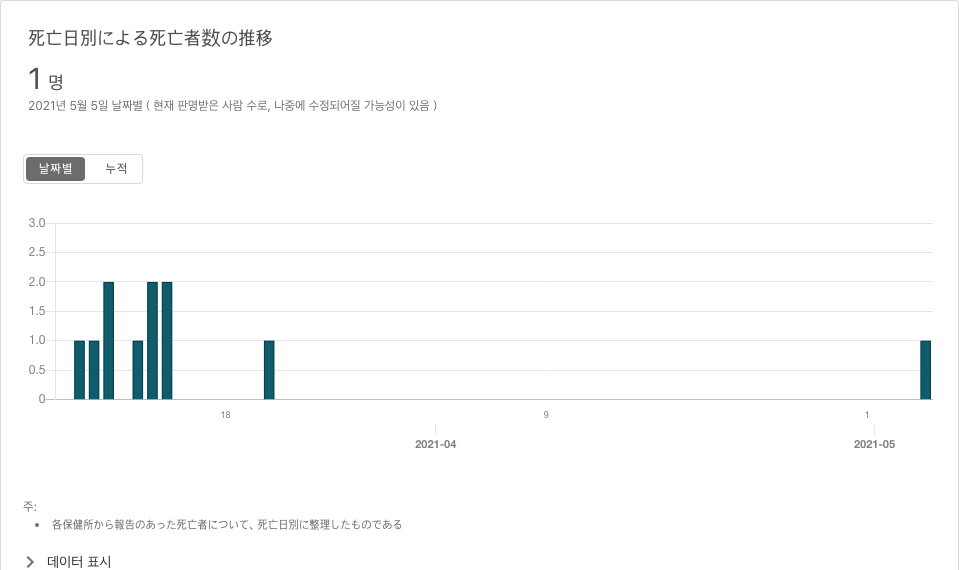 死亡日別による死亡者数の推移
1 명
2021년 5월 5일 날짜별 ( 현재 판명받은 사람 수로, 나중에 수정되어질 가능성이 있음 )
날짜별 누적
3.0
2.5
2.0
1.5
1.0
0.5
0
18 9 1
2021-04 2021-05
주:
• 各保健所から報告のあった死亡者について、死亡日別に整理したものである
데이터 표시